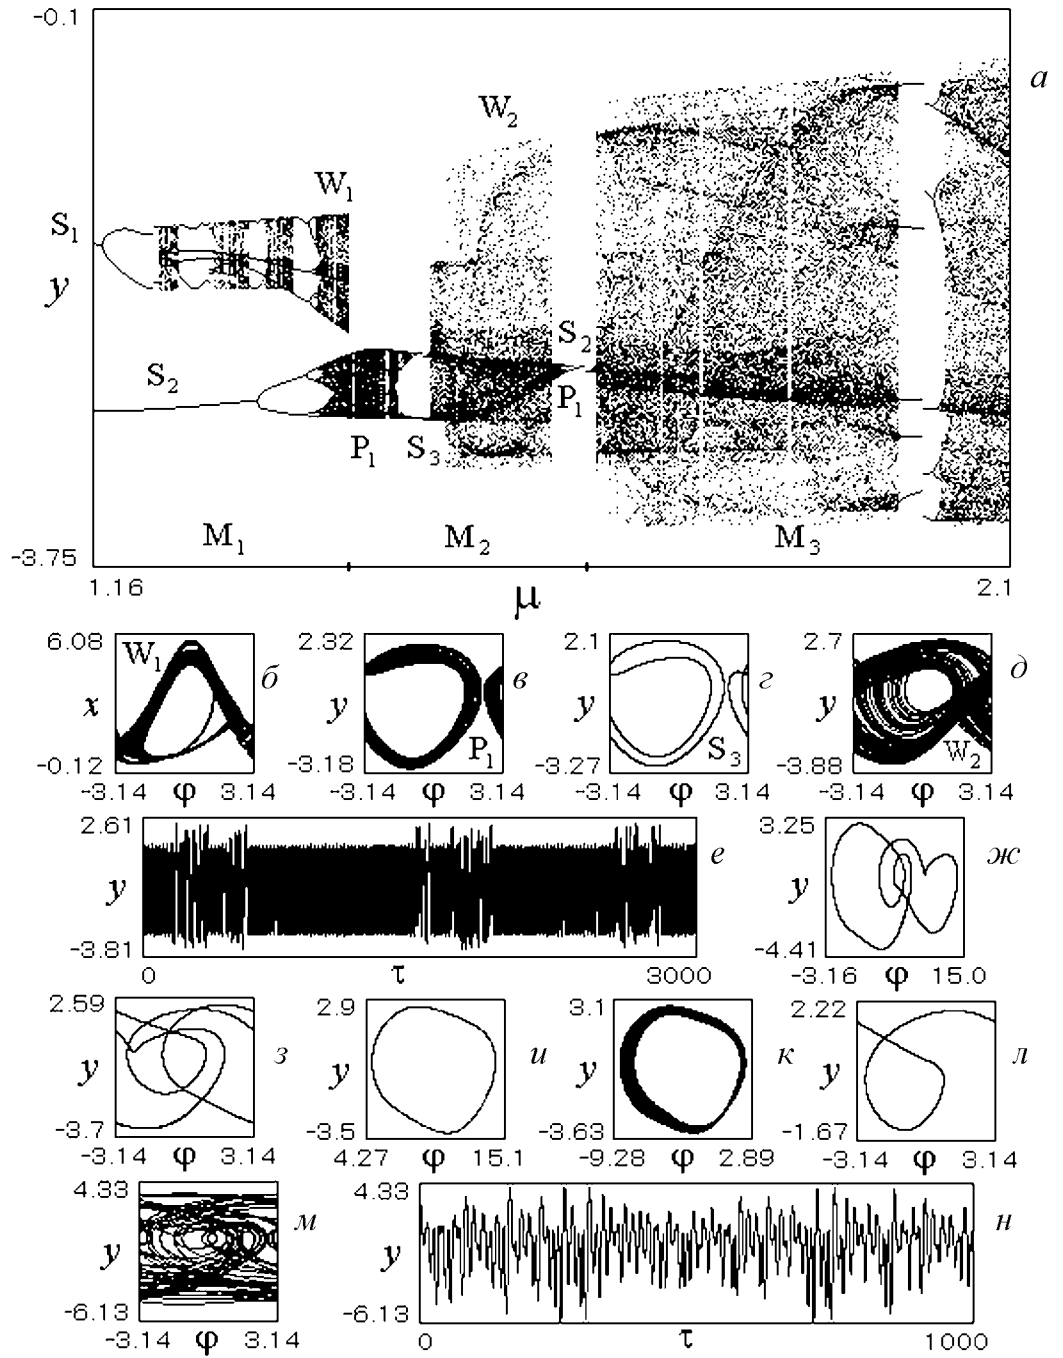 -0.1
а
W₂
W₁
S₁
y
S₂
S₂
P₁
P₁ S₃
M₁ M₂ M₃
-3.75
1.16 μ 2.1
6.08 W₁ б
x
-0.12
-3.14 φ 3.14
2.32 в
y
P₁
-3.18
-3.14 φ 3.14
2.1 г
y
S₃
-3.27
-3.14 φ 3.14
2.7 д
y
W₂
-3.88
-3.14 φ 3.14
2.61 е
y
-3.81
0 τ 3000
3.25 ж
y
-4.41
-3.16 φ 15.0
2.59 з
y
-3.7
-3.14 φ 3.14
2.9 и
y
-3.5
4.27 φ 15.1
3.1 к
y
-3.63
-9.28 φ 2.89
2.22 л
y
-1.67
-3.14 φ 3.14
4.33 м
y
-6.13
-3.14 φ 3.14
4.33 н
y
-6.13
0 τ 1000